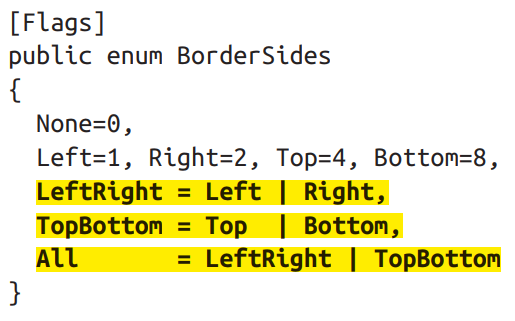 [Flags]
public enum BorderSides
{
  None=0,
  Left=1, Right=2, Top=4, Bottom=8,
  LeftRight = Left | Right,
  TopBottom = Top  | Bottom,
  All       = LeftRight | TopBottom
}